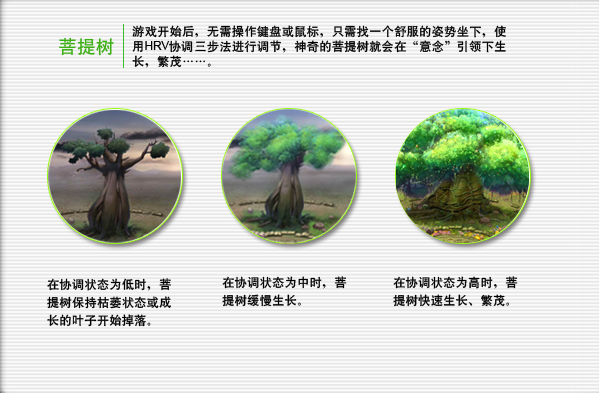 菩提树
游戏开始后，无需操作键盘或鼠标，只需找一个舒服的姿势坐下，使
用HRV协调三步法进行调节，神奇的菩提树就会在“意念”引领下生
长，繁茂……。
在协调状态为低时，菩
提树保持枯萎状态或成
长的叶子开始掉落。
在协调状态为中时，菩
提树缓慢生长。
在协调状态为高时，菩
提树快速生长、繁茂。